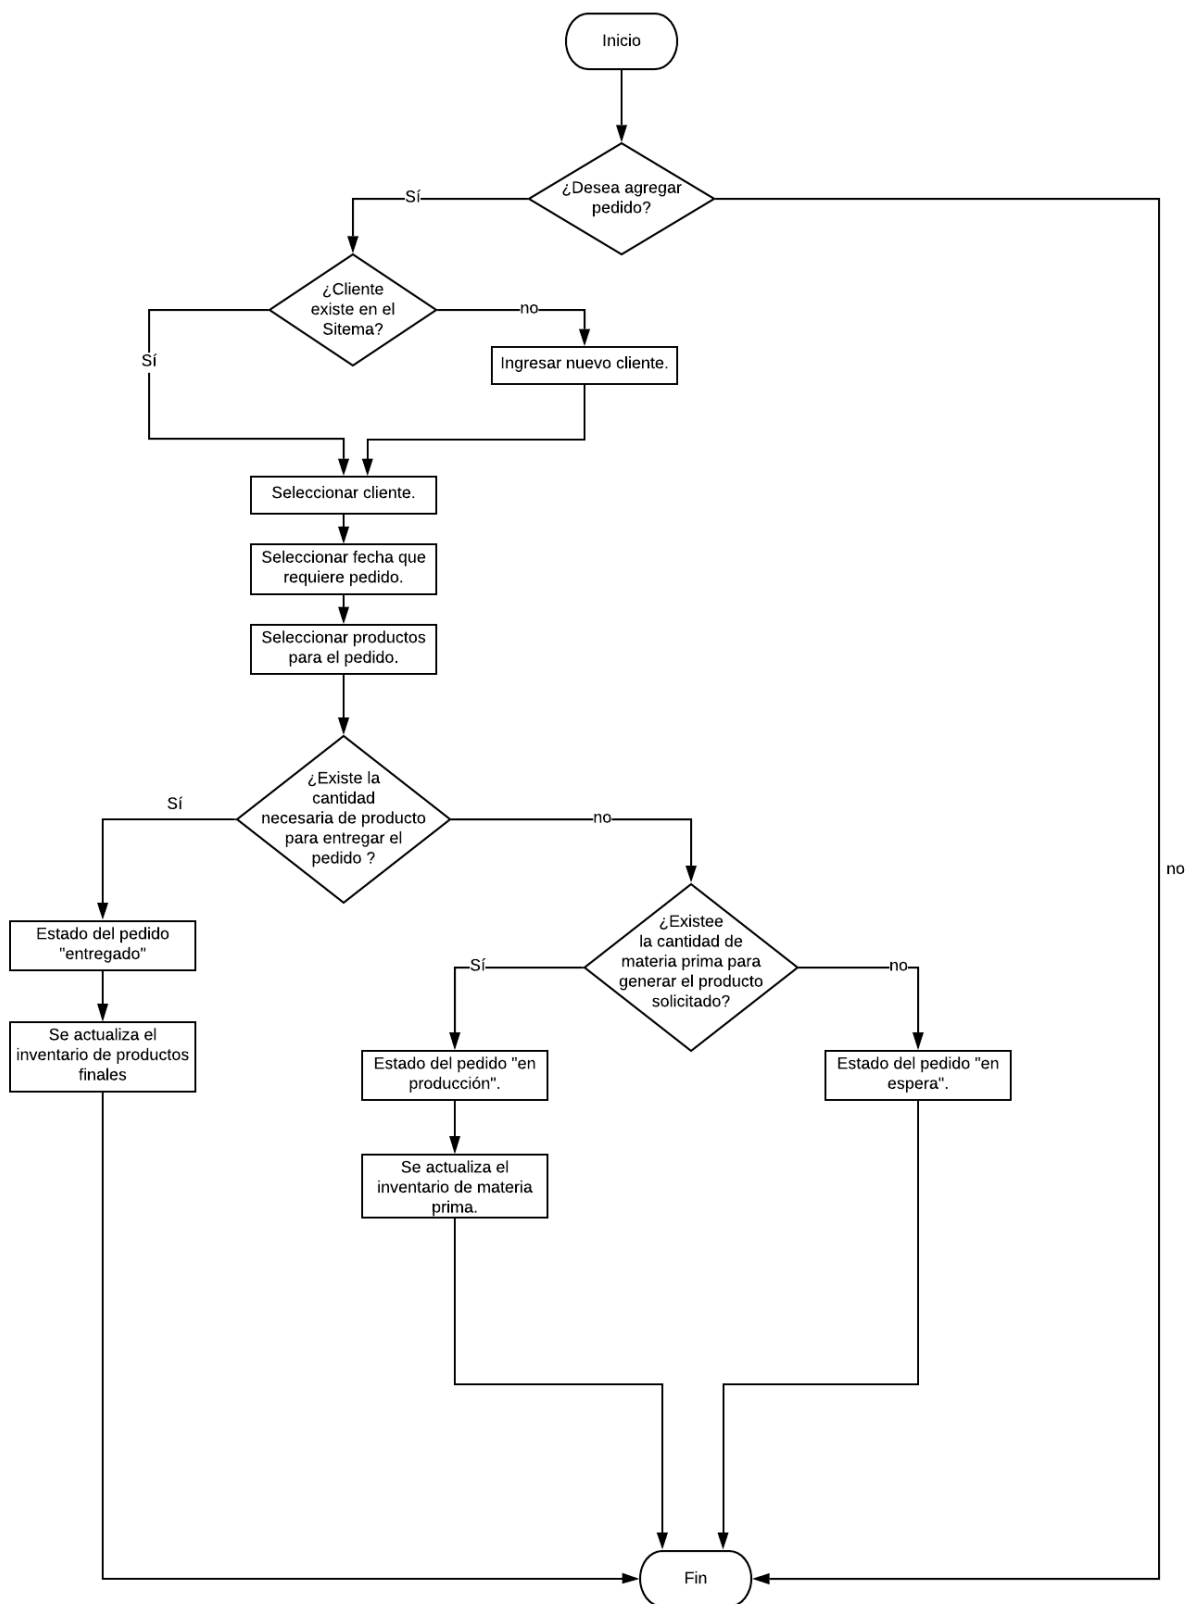 Inicio
¿Desea agregar
pedido?
Sí
¿Cliente
existe en el
Sitema?
no
Sí
Ingresar nuevo cliente.
Seleccionar cliente.
Seleccionar fecha que
requiere pedido.
Seleccionar productos
para el pedido.
¿Existe la
cantidad
necesaria de producto
para entregar el
pedido ?
Sí
no
no
Estado del pedido
"entregado"
¿Existee
la cantidad de
materia prima para
generar el producto
solicitado?
Sí
no
Se actualiza el
inventario de productos
finales
Estado del pedido "en
producción".
Estado del pedido "en
espera".
Se actualiza el
inventario de materia
prima.
Fin